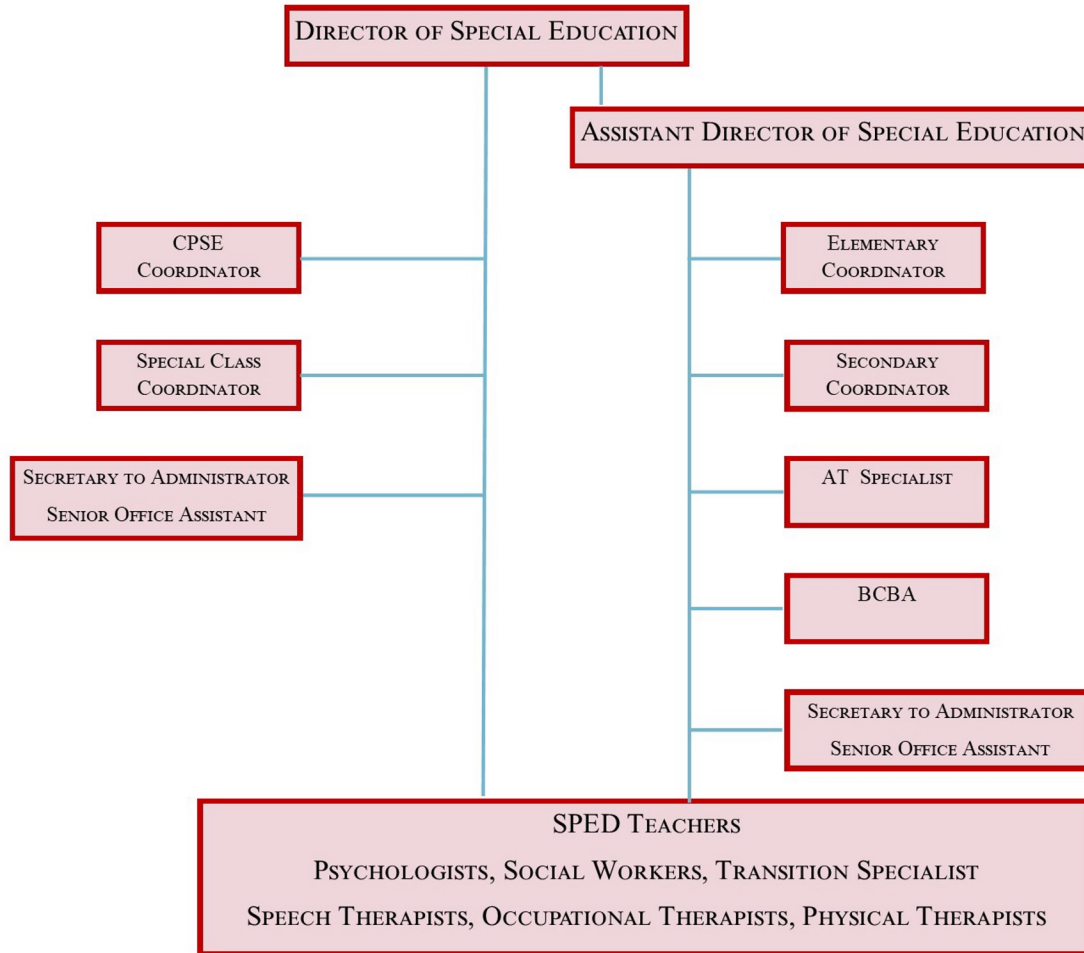 Director of Special Education
Assistant Director of Special Education
CPSE
Coordinator
Elementary
Coordinator
Special Class
Coordinator
Secondary
Coordinator
Secretary to Administrator
Senior Office Assistant
AT Specialist
BCBA
Secretary to Administrator
Senior Office Assistant
SPED Teachers
Psychologists, Social Workers, Transition Specialist
Speech Therapists, Occupational Therapists, Physical Therapists